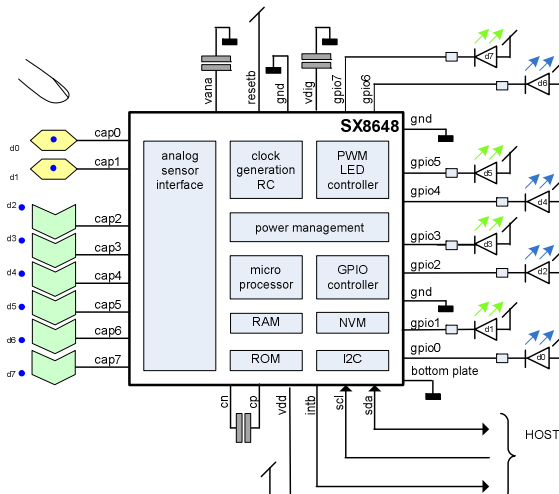 vana
resetb
gnd
vdig
gpio7
gpio6
d7
d6
SX8648
gnd
d0
cap0
d1
cap1
analog
sensor
interface
clock
generation
RC
PWM
LED
controller
gpio5
d5
gpio4
d4
d2
cap2
power management
d3
cap3
gpio3
d3
d4
cap4
micro
processor
GPIO
controller
gpio2
d2
gnd
d5
cap5
RAM
NVM
gpio1
d1
d6
cap6
ROM
I2C
gpio0
d0
d7
cap7
bottom plate
cn
cp
vdd
intb
scl
sda
HOST